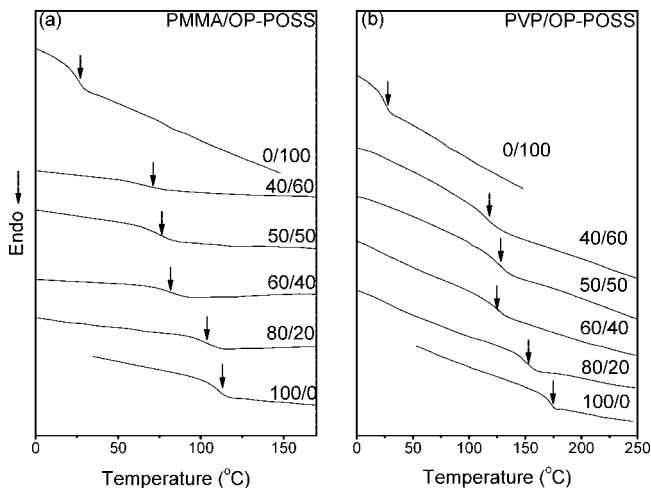 (a) PMMA/OP-POSS
0/100
40/60
50/50
60/40
80/20
100/0
Endo
0 50 100 150
Temperature (°C)
(b) PVP/OP-POSS
0/100
40/60
50/50
60/40
80/20
100/0
0 50 100 150 200 250
Temperature (°C)